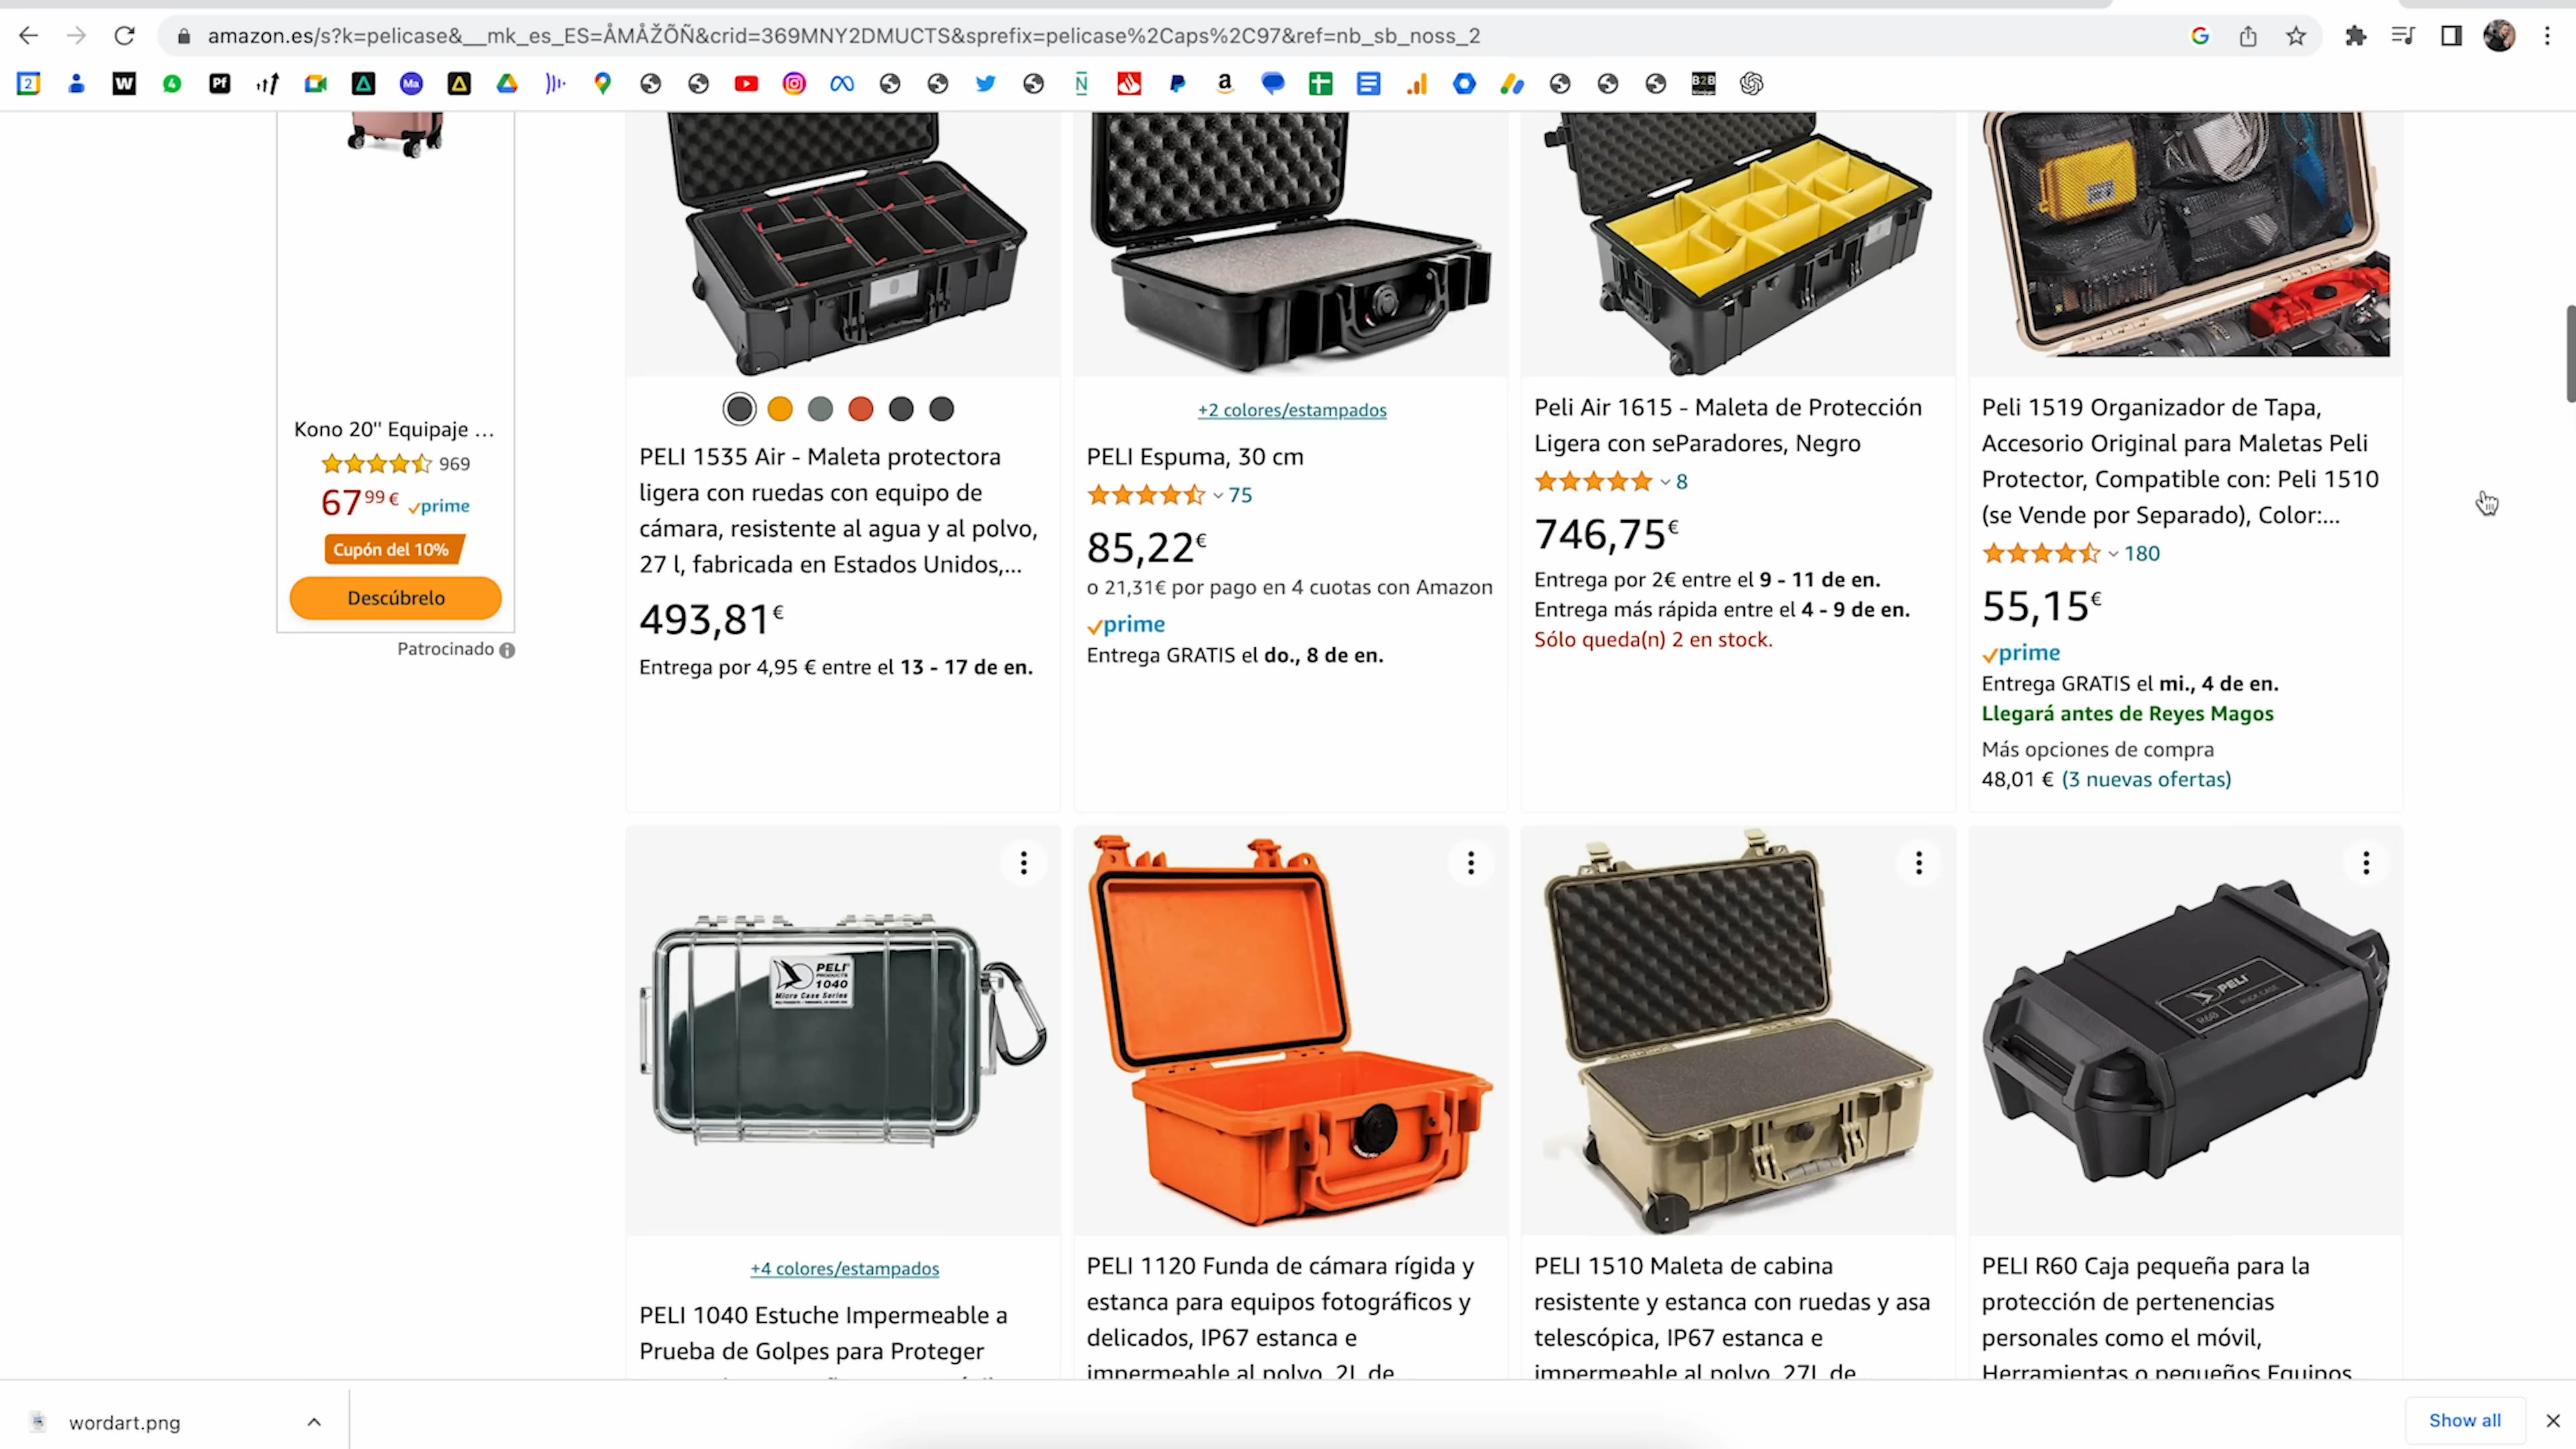 amazon.es/s?k=pelicase&__mk_es_ES=ÅMÅŽÕÑ&crid=369MNY2DMUCTS&sprefix=pelicase%2Caps%2C97&ref=nb_sb_noss_2
Kono 20" Equipaje ...
969
67,99 €
prime
Cupón del 10%
Descúbrelo
Patrocinado
PELI 1535 Air - Maleta protectora
ligera con ruedas con equipo de
cámara, resistente al agua y al polvo,
27 l, fabricada en Estados Unidos,...
493,81€
Entrega por 4,95 € entre el 13 - 17 de en.
+2 colores/estampados
PELI Espuma, 30 cm
75
85,22€
o 21,31€ por pago en 4 cuotas con Amazon
prime
Entrega GRATIS el do., 8 de en.
Peli Air 1615 - Maleta de Protección
Ligera con seParadores, Negro
8
746,75€
Entrega por 2€ entre el 9 - 11 de en.
Entrega más rápida entre el 4 - 9 de en.
Sólo queda(n) 2 en stock.
Peli 1519 Organizador de Tapa,
Accesorio Original para Maletas Peli
Protector, Compatible con: Peli 1510
(se Vende por Separado), Color:...
180
55,15€
prime
Entrega GRATIS el mi., 4 de en.
Llegará antes de Reyes Magos
Más opciones de compra
48,01 € (3 nuevas ofertas)
PELI
PRODUCTS
1040
Micro Case Series
+4 colores/estampados
PELI 1040 Estuche Impermeable a
Prueba de Golpes para Proteger
PELI 1120 Funda de cámara rígida y
estanca para equipos fotográficos y
delicados, IP67 estanca e
impermeable al polvo, 2L de
PELI 1510 Maleta de cabina
resistente y estanca con ruedas y asa
telescópica, IP67 estanca e
impermeable al polvo, 27L de
PELI
RUCK CASE
R60
PELI R60 Caja pequeña para la
protección de pertenencias
personales como el móvil,
Herramientas o pequeños Equipos
wordart.png
Show all